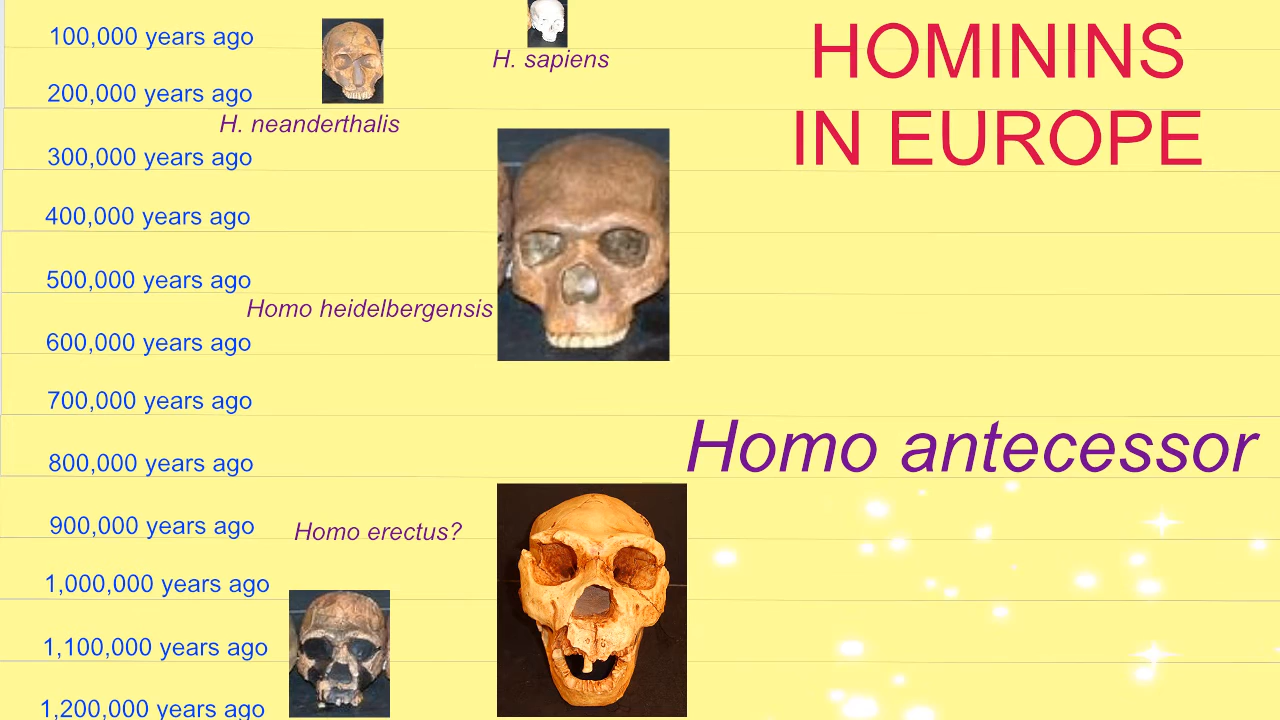 HOMININS
IN EUROPE
100,000 years ago
H. sapiens
200,000 years ago
H. neanderthalis
300,000 years ago
400,000 years ago
500,000 years ago
Homo heidelbergensis
600,000 years ago
700,000 years ago
Homo antecessor
800,000 years ago
900,000 years ago
Homo erectus?
1,000,000 years ago
1,100,000 years ago
1,200,000 years ago